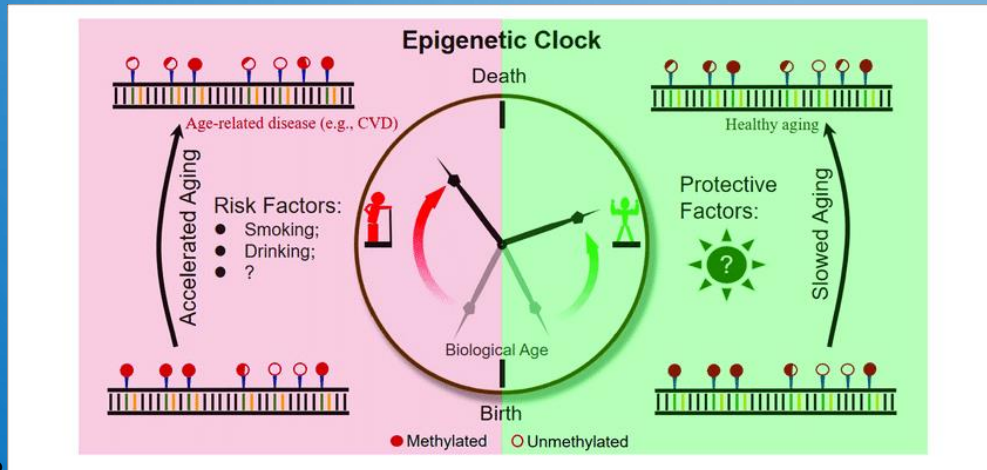 Epigenetic Clock
Death
Age-related disease (e.g., CVD)
Healthy aging
Accelerated Aging
Risk Factors:
● Smoking;
● Drinking;
● ?
Protective
Factors:
?
Slowed Aging
Biological Age
Birth
Methylated
Unmethylated